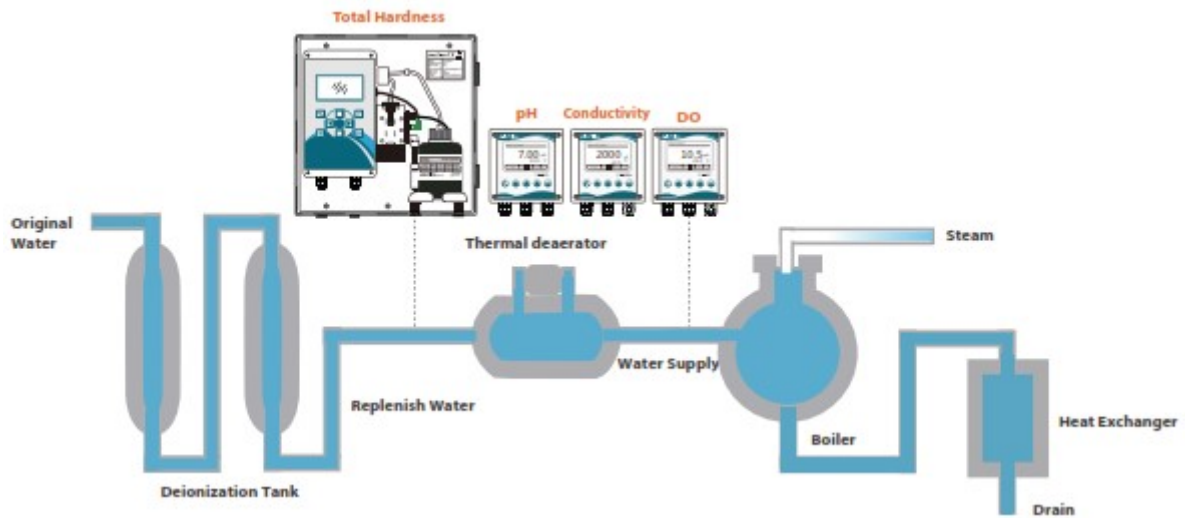 Total Hardness
pH
Conductivity
DO
7.00
2000
10.5
Original
Water
Thermal deaerator
Steam
Water Supply
Replenish Water
Boiler
Heat Exchanger
Deionization Tank
Drain